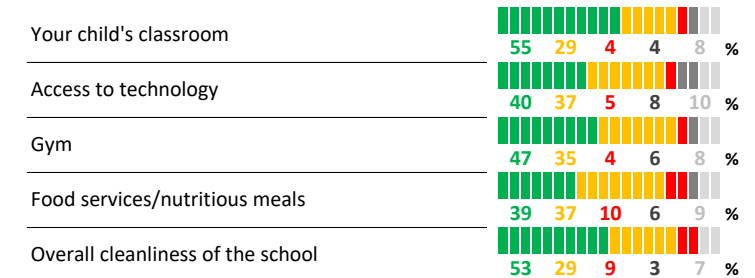 Your child's classroom
55 29 4 4 8 %
Access to technology
40 37 5 8 10 %
Gym
47 35 4 6 8 %
Food services/nutritious meals
39 37 10 6 9 %
Overall cleanliness of the school
53 29 9 3 7 %